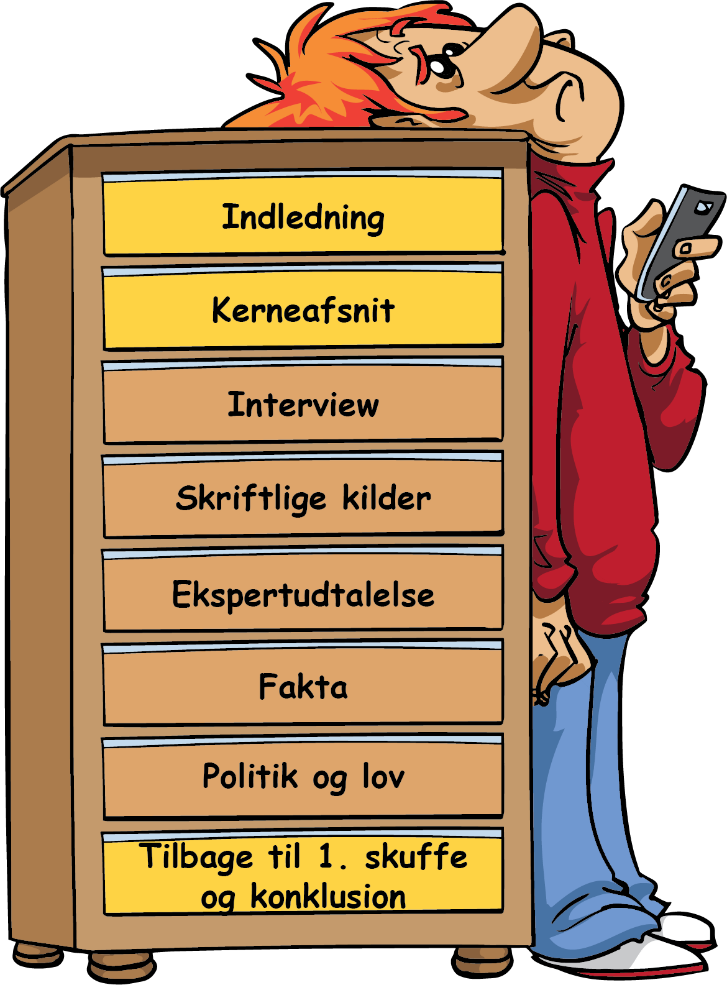 Indledning
Kerneafsnit
Interview
Skriftlige kilder
Ekspertudtalelse
Fakta
Politik og lov
Tilbage til 1. skuffe
og konklusion